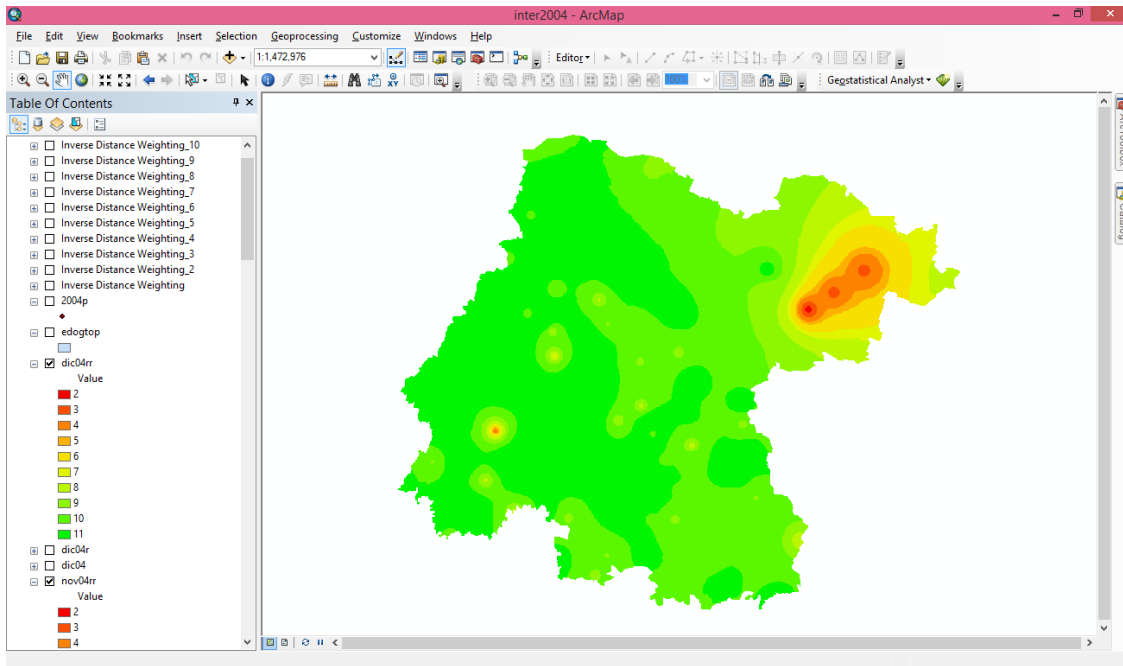 inter2004 - ArcMap
File Edit View Bookmarks Insert Selection Geoprocessing Customize Windows Help
1:1,472,976 Editor
100% Geostatistical Analyst
Table Of Contents
Inverse Distance Weighting_10
Inverse Distance Weighting_9
Inverse Distance Weighting_8
Inverse Distance Weighting_7
Inverse Distance Weighting_6
Inverse Distance Weighting_5
Inverse Distance Weighting_4
Inverse Distance Weighting_3
Inverse Distance Weighting_2
Inverse Distance Weighting
2004p
edogtop
dic04rr
Value
2
3
4
5
6
7
8
9
10
11
dic04r
dic04
nov04rr
Value
2
3
4